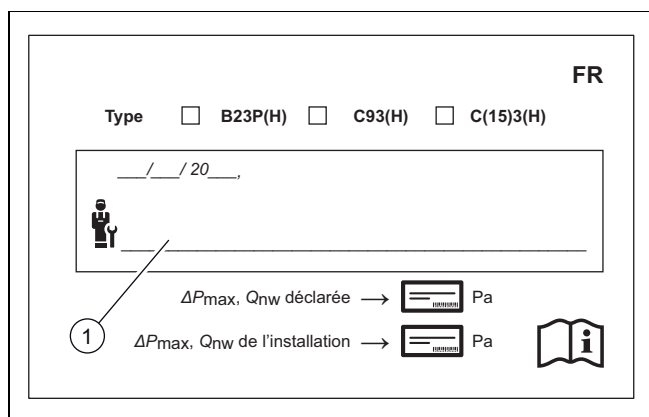 FR
Type B23P(H) C93(H) C(15)3(H)
___/___/ 20___,
1
ΔPmax, Qnw déclarée → Pa
ΔPmax, Qnw de l'installation → Pa
i